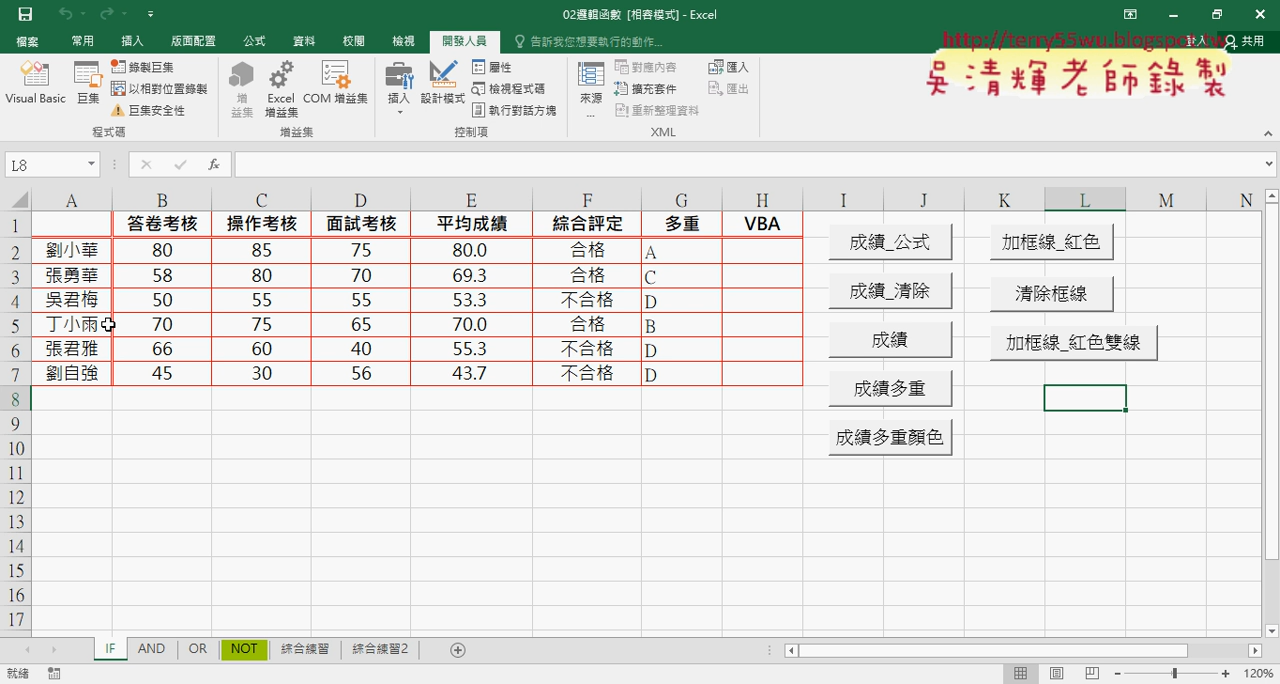 02邏輯函數 [相容模式] - Excel
http://terry55wu.blogspot.tw
吳清輝老師錄製
檔案 常用 插入 版面配置 公式 資料 校閱 檢視 開發人員 告訴我您想要執行的動作... 登入 共用
Visual Basic 巨集 錄製巨集 以相對位置錄製 巨集安全性 程式碼
增益集 Excel 增益集 COM 增益集 增益集
插入 設計模式 屬性 檢視程式碼 執行對話方塊 控制項
來源... 對應內容 擴充套件 重新整理資料 匯入 匯出 XML
L8 fx
A B C D E F G H I J K L M N
1 答卷考核 操作考核 面試考核 平均成績 綜合評定 多重 VBA
2 劉小華 80 85 75 80.0 合格 A
3 張勇華 58 80 70 69.3 合格 C
4 吳君梅 50 55 55 53.3 不合格 D
5 丁小雨 70 75 65 70.0 合格 B
6 張君雅 66 60 40 55.3 不合格 D
7 劉自強 45 30 56 43.7 不合格 D
8
9
10
11
12
13
14
15
16
17
成績_公式 加框線_紅色
成績_清除 清除框線
成績 加框線_紅色雙線
成績多重
成績多重顏色
IF AND OR NOT 綜合練習 綜合練習2
就緒 120%